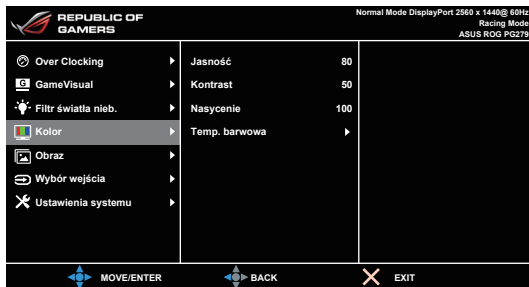 REPUBLIC OF
GAMERS
Normal Mode DisplayPort 2560 x 1440@ 60Hz
Racing Mode
ASUS ROG PG279
Over Clocking
G GameVisual
Filtr światła nieb.
Kolor
Obraz
Wybór wejścia
Ustawienia systemu
Jasność 80
Kontrast 50
Nasycenie 100
Temp. barwowa
MOVE/ENTER
BACK
EXIT